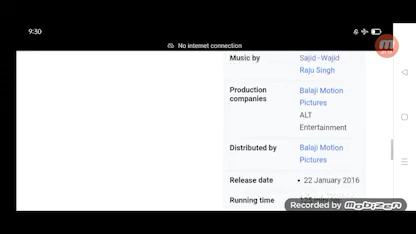 9:30
No internet connection
Music by
Sajid-Wajid
Raju Singh
Production companies
Balaji Motion
Pictures
ALT
Entertainment
Distributed by
Balaji Motion
Pictures
Release date
• 22 January 2016
Running time
Recorded by
MOBIZEN